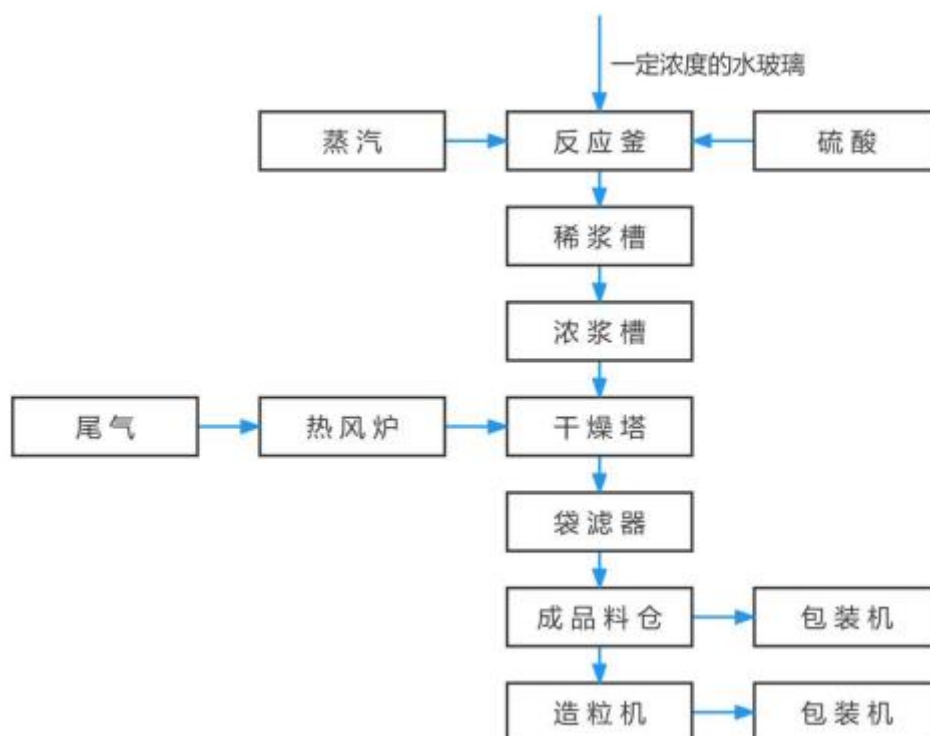 一定浓度的水玻璃
蒸汽
反应釜
硫酸
稀浆槽
浓浆槽
尾气
热风炉
干燥塔
袋滤器
成品料仓
包装机
造粒机
包装机